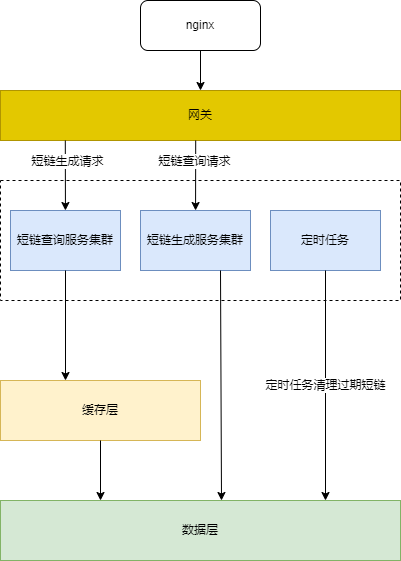 nginx
网关
短链生成请求
短链查询请求
短链查询服务集群
短链生成服务集群
定时任务
定时任务清理过期短链
缓存层
数据层